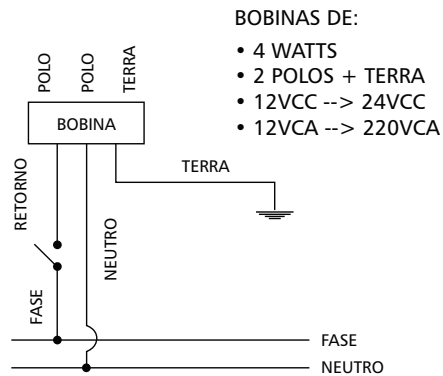 BOBINAS DE:
• 4 WATTS
• 2 POLOS + TERRA
• 12VCC --> 24VCC
• 12VCA --> 220VCA
POLO
POLO
TERRA
BOBINA
TERRA
RETORNO
NEUTRO
FASE
FASE
NEUTRO